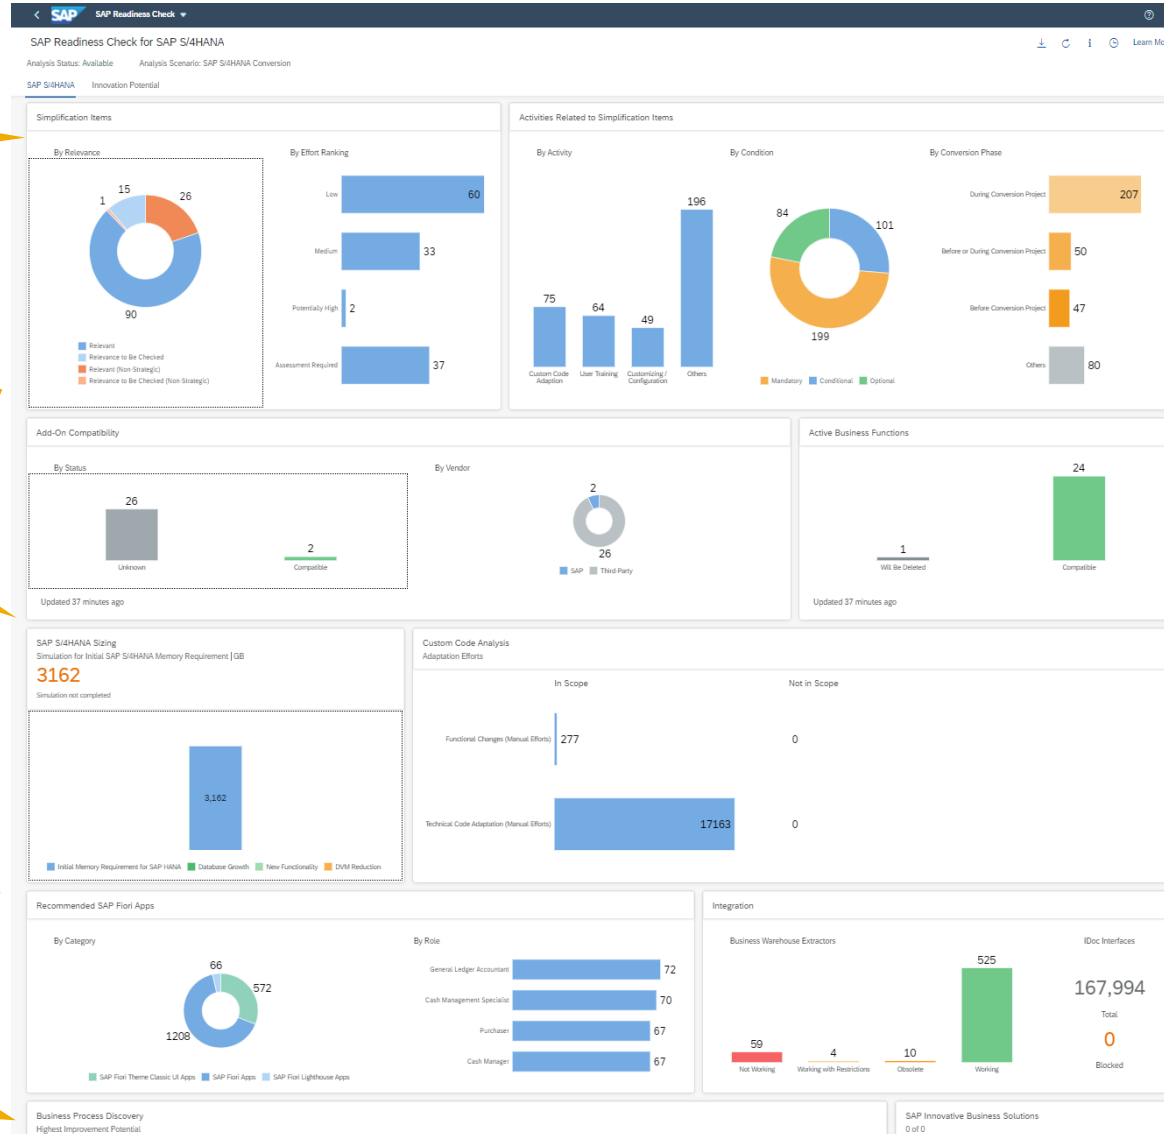 SAP SAP Readiness Check
SAP Readiness Check for SAP S/4HANA
Learn Mo
Analysis Status: Available Analysis Scenario: SAP S/4HANA Conversion
SAP S/4HANA Innovation Potential
Simplification Items
By Relevance
15
1
26
90
Relevant
Relevance to Be Checked
Relevant (Non-Strategic)
Relevance to Be Checked (Non-Strategic)
By Effort Ranking
Low 60
Medium 33
Potentially High 2
Assessment Required 37
Activities Related to Simplification Items
By Activity
75 64 49 196
Custom Code Adaption
User Training
Customizing / Configuration
Others
By Condition
84
101
199
Mandatory Conditional Optional
By Conversion Phase
During Conversion Project 207
Before or During Conversion Project 50
Before Conversion Project 47
Others 80
Add-On Compatibility
By Status
26 2
Unknown Compatible
Updated 37 minutes ago
By Vendor
2
26
SAP Third-Party
Active Business Functions
1 24
Will Be Deleted Compatible
Updated 37 minutes ago
SAP S/4HANA Sizing
Simulation for Initial SAP S/4HANA Memory Requirement | GB
3162
Simulation not completed
3,162
Initial Memory Requirement for SAP HANA Database Growth New Functionality DVM Reduction
Custom Code Analysis
Adaptation Efforts
In Scope Not in Scope
Functional Changes (Manual Efforts) 277 0
Technical Code Adaptation (Manual Efforts) 17163 0
Recommended SAP Fiori Apps
By Category
66
572
1208
SAP Fiori Theme Classic UI Apps SAP Fiori Apps SAP Fiori Lighthouse Apps
By Role
General Ledger Accountant 72
Cash Management Specialist 70
Purchaser 67
Cash Manager 67
Integration
Business Warehouse Extractors
59 4 10 525
Not Working Working with Restrictions Obsolete Working
IDoc Interfaces
167,994
Total
0
Blocked
Business Process Discovery
Highest Improvement Potential
SAP Innovative Business Solutions
0 of 0